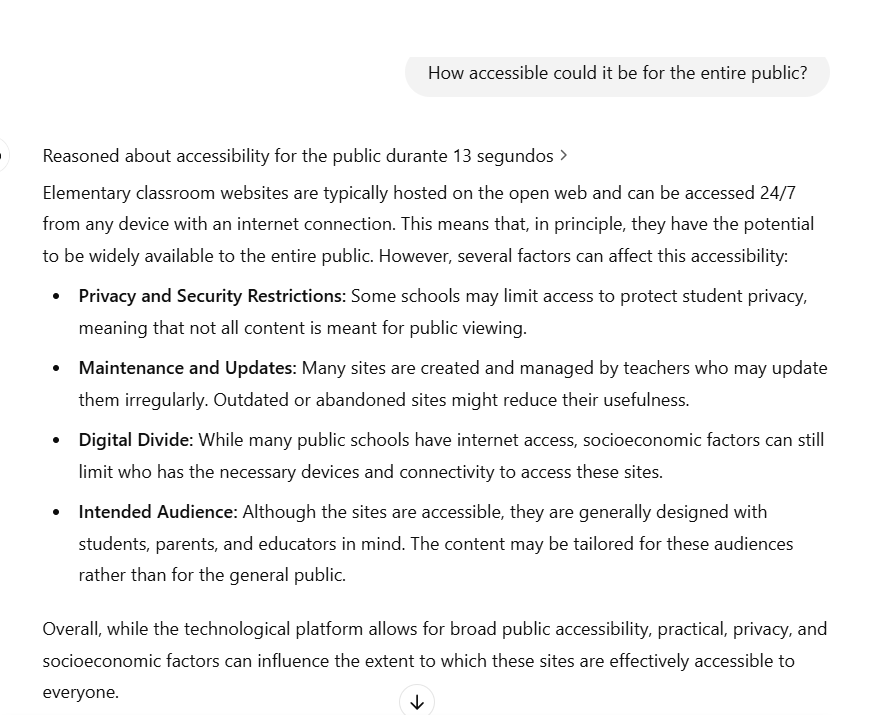 How accessible could it be for the entire public?
Reasoned about accessibility for the public durante 13 segundos >
Elementary classroom websites are typically hosted on the open web and can be accessed 24/7
from any device with an internet connection. This means that, in principle, they have the potential
to be widely available to the entire public. However, several factors can affect this accessibility:
• Privacy and Security Restrictions: Some schools may limit access to protect student privacy,
meaning that not all content is meant for public viewing.
• Maintenance and Updates: Many sites are created and managed by teachers who may update
them irregularly. Outdated or abandoned sites might reduce their usefulness.
• Digital Divide: While many public schools have internet access, socioeconomic factors can still
limit who has the necessary devices and connectivity to access these sites.
• Intended Audience: Although the sites are accessible, they are generally designed with
students, parents, and educators in mind. The content may be tailored for these audiences
rather than for the general public.
Overall, while the technological platform allows for broad public accessibility, practical, privacy, and
socioeconomic factors can influence the extent to which these sites are effectively accessible to
everyone.